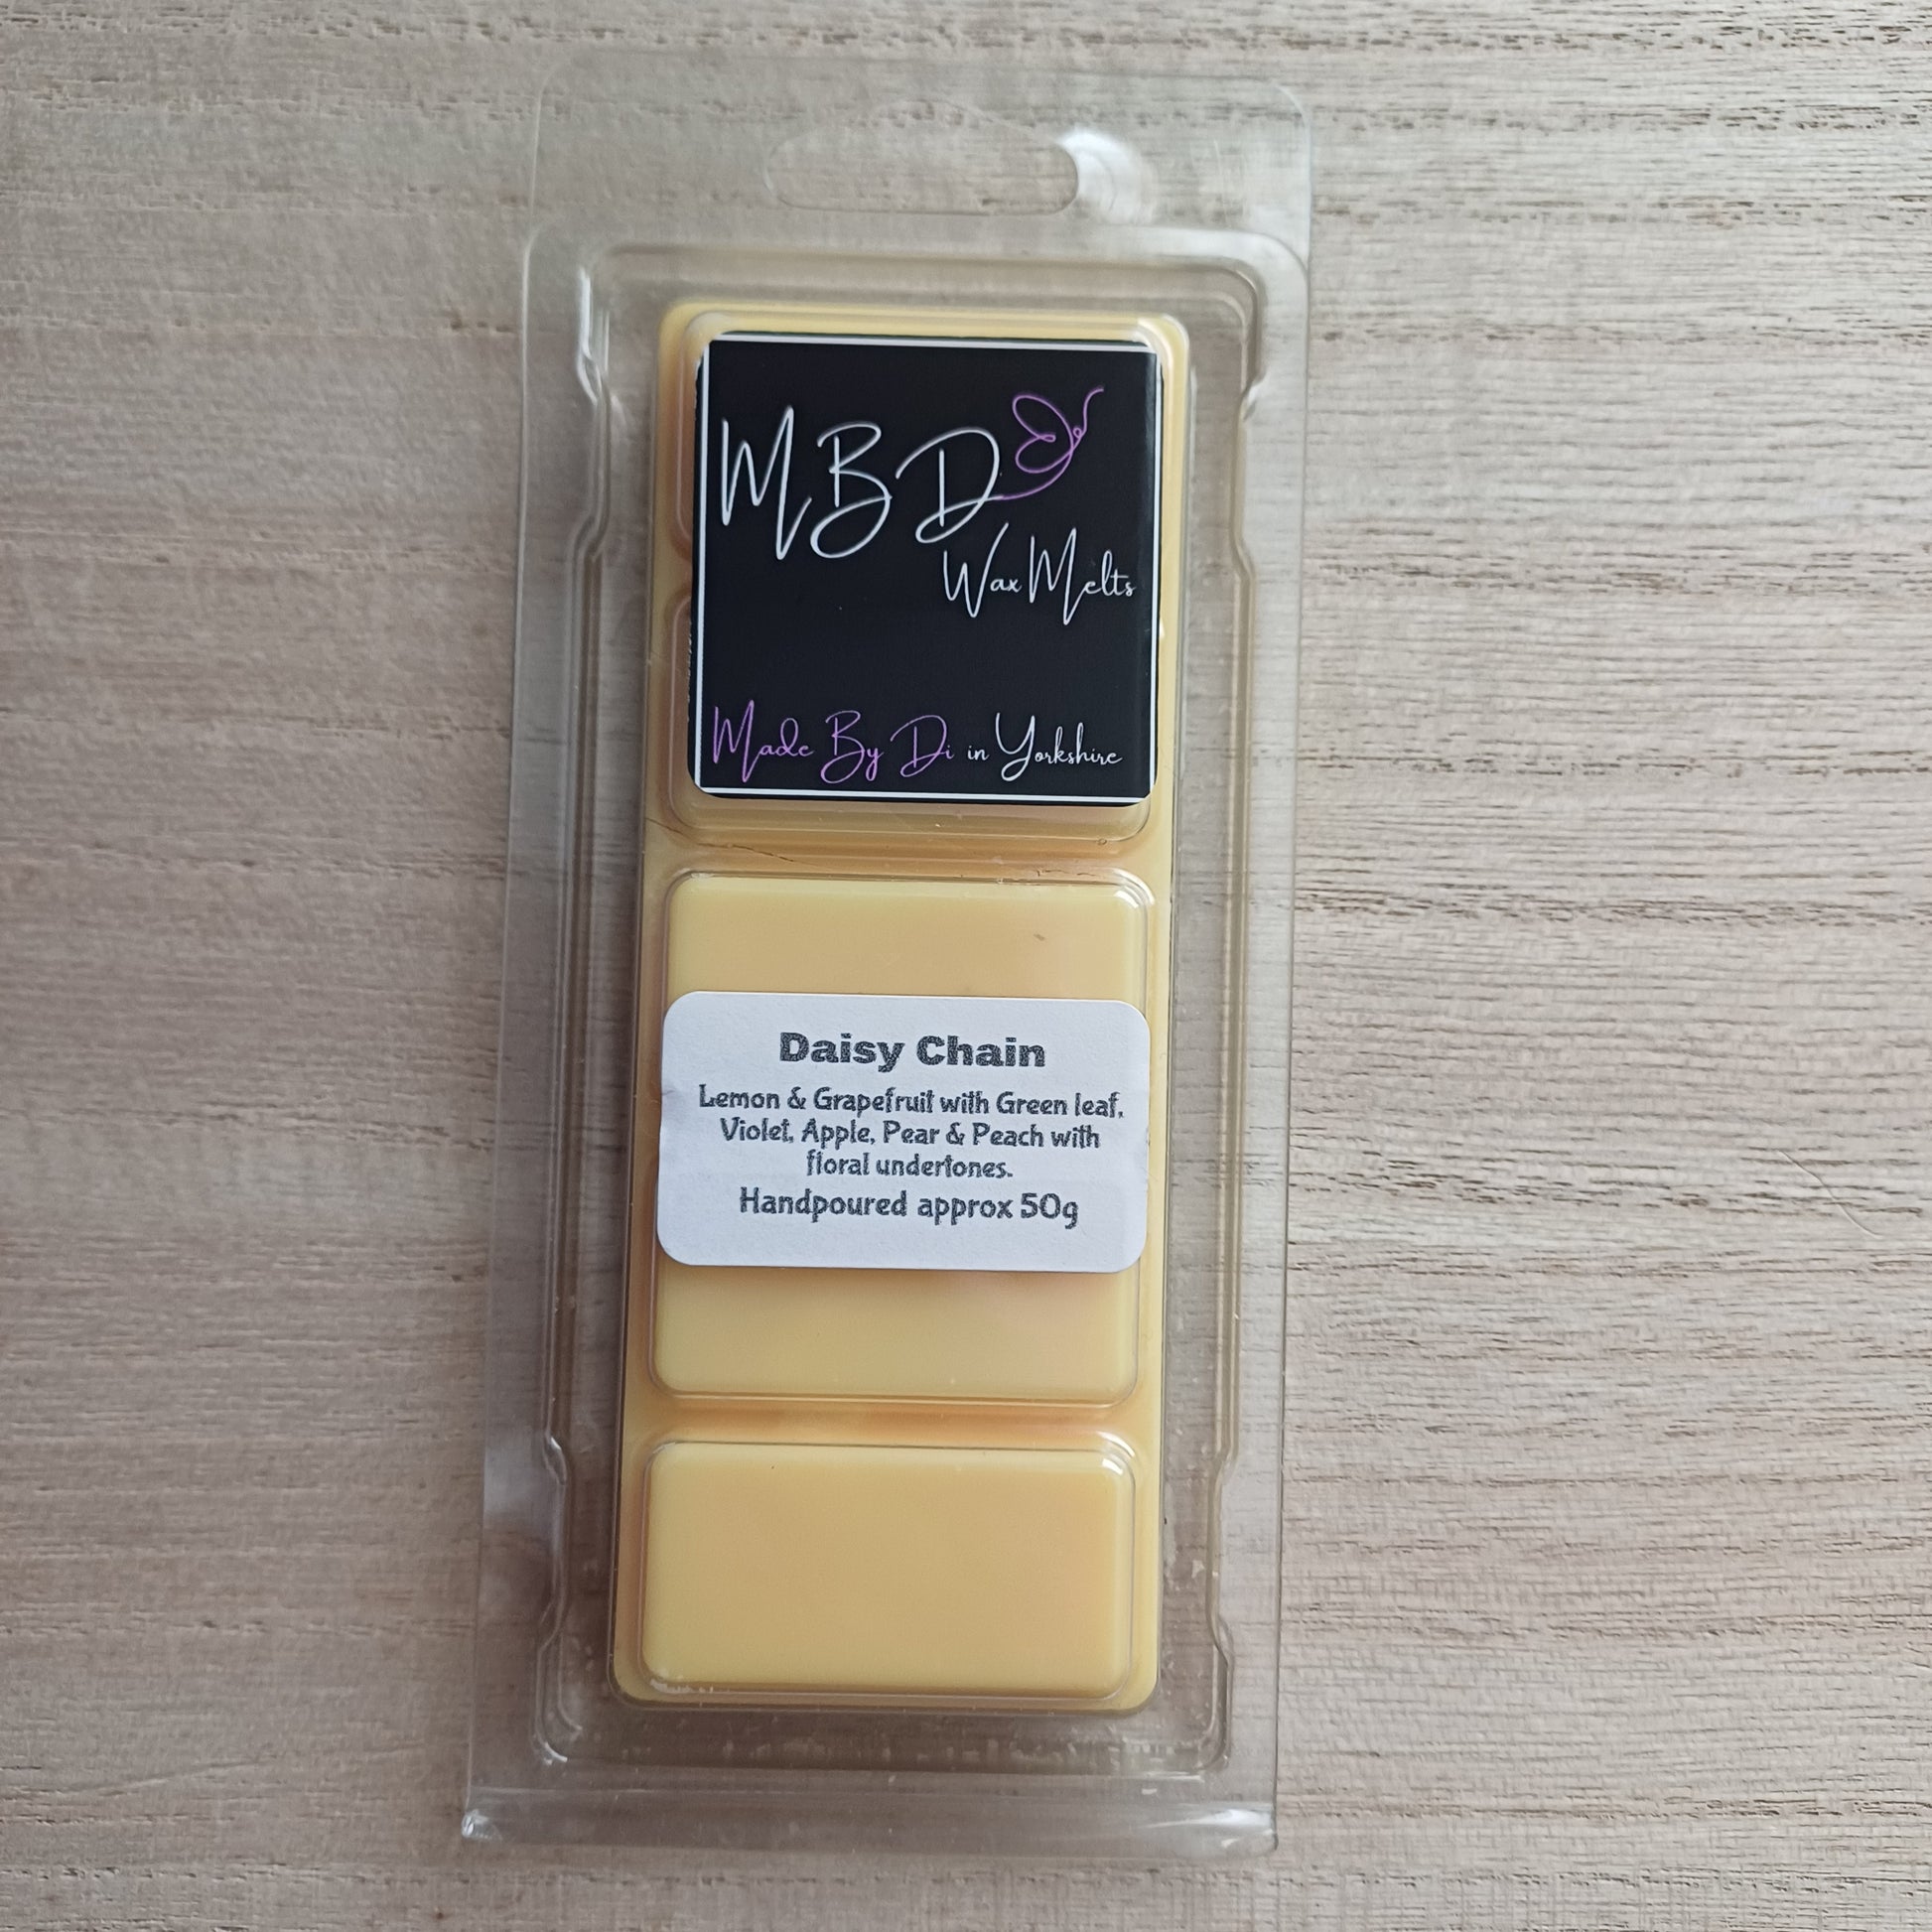 MBD
Wax Melts
Made By Di in Yorkshire
Daisy Chain
Lemon & Grapefruit with Green leaf,
Violet, Apple, Pear & Peach with
floral undertones.
Handpoured approx 50g